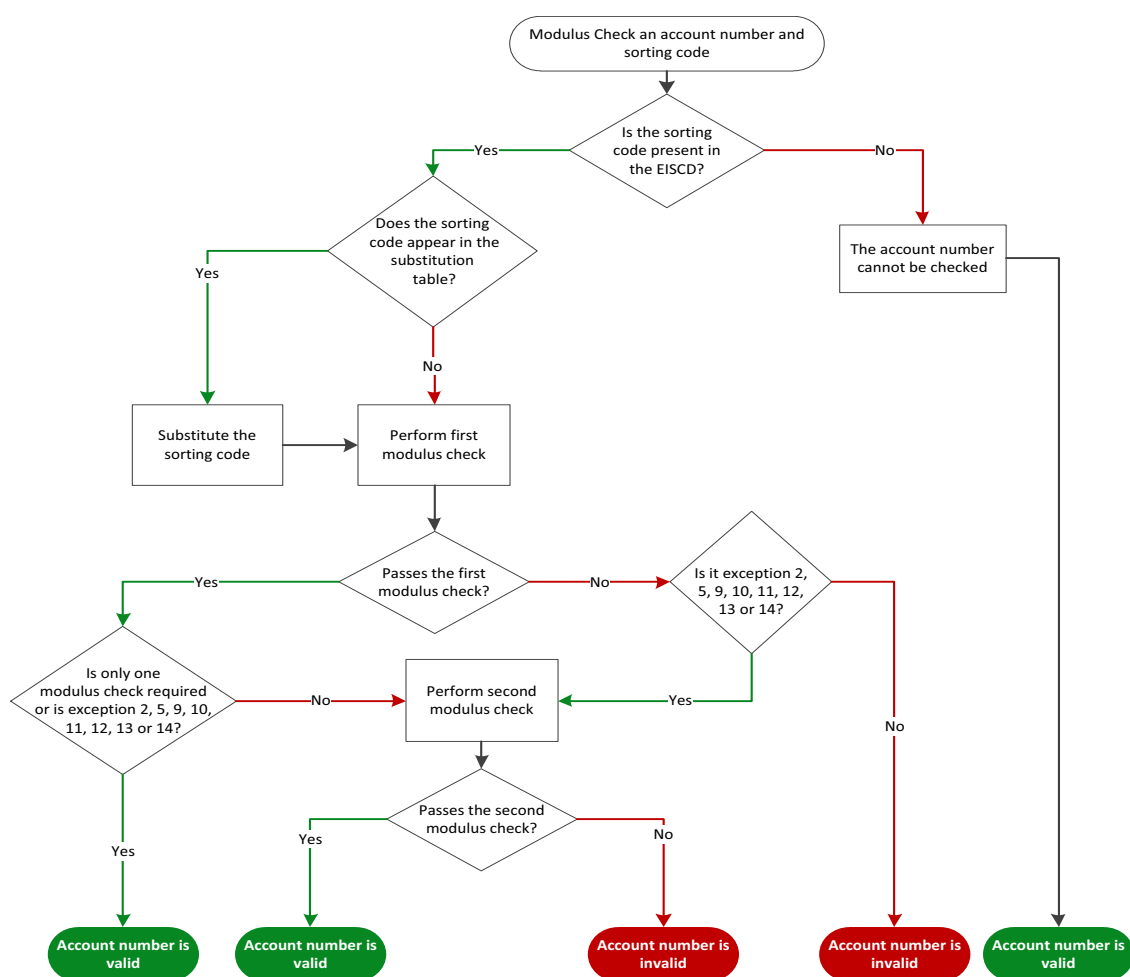 Modulus Check an account number and
sorting code
Is the sorting
code present in
the EISCD?
Yes
No
Does the sorting
code appear in the
substitution
table?
The account number
cannot be checked
Yes
No
Substitute the
sorting code
Perform first
modulus check
Passes the first
modulus check?
Yes
No
Is it exception 2,
5, 9, 10, 11, 12,
13 or 14?
Is only one
modulus check required
or is exception 2, 5, 9, 10,
11, 12, 13 or 14?
No
Perform second
modulus check
Yes
No
Passes the second
modulus check?
Yes
Yes
No
Account number is
valid
Account number is
valid
Account number is
invalid
Account number is
invalid
Account number is
valid